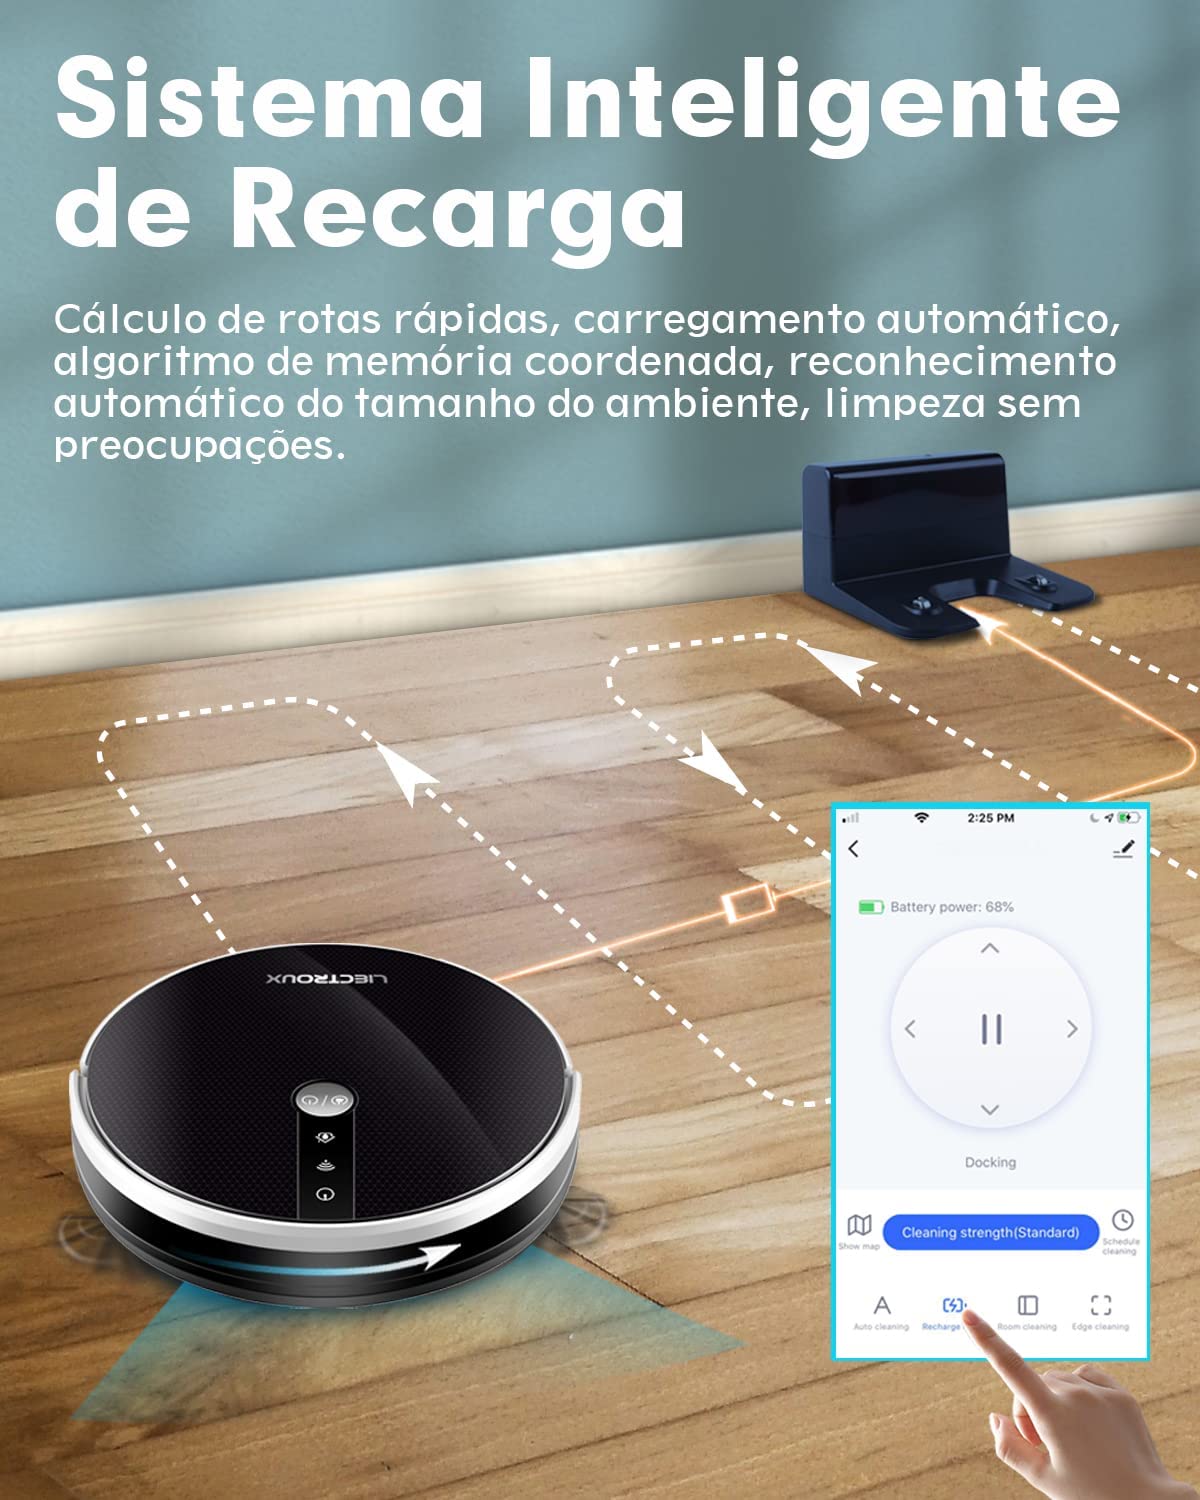 Sistema Inteligente
de Recarga
Cálculo de rotas rápidas, carregamento automático,
algoritmo de memória coordenada, reconhecimento
automático do tamanho do ambiente, limpeza sem
preocupações.
2:25 PM
Battery power: 68%
LIECTROUX
Docking
Show map
Cleaning strength(Standard)
Schedule
cleaning
Auto cleaning
Recharge
Room cleaning
Edge cleaning